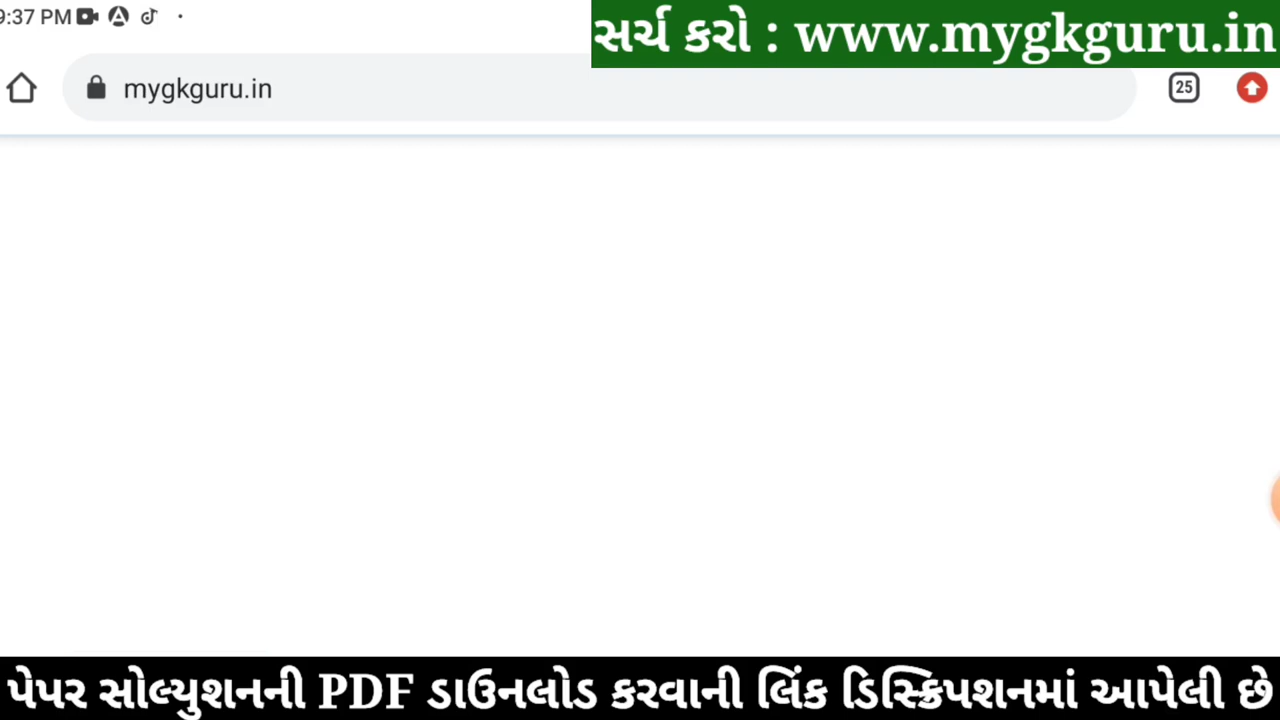 9:37 PM
સર્ચ કરો : www.mygkguru.in
mygkguru.in
25
પેપર સોલ્યુશનની PDF ડાઉનલોડ કરવાની લિંક ડિસ્ક્રિપશનમાં આપેલી છે